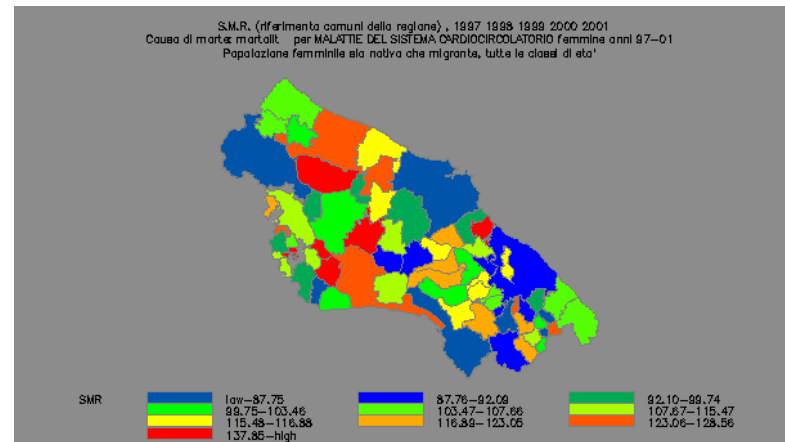 S.M.R. (riferimento comuni della regione) , 1997 1998 1999 2000 2001
Causa di morte: mortalit per MALATTIE DEL SISTEMA CARDIOCIRCOLATORIO femmine anni 97-01
Popolazione femminile sia nativa che migrante, tutte le classi di eta'
SMR
low-87.75 87.76-92.09 92.10-99.74
99.75-103.46 103.47-107.66 107.67-115.47
115.48-116.88 116.89-123.05 123.06-128.56
137.85-high